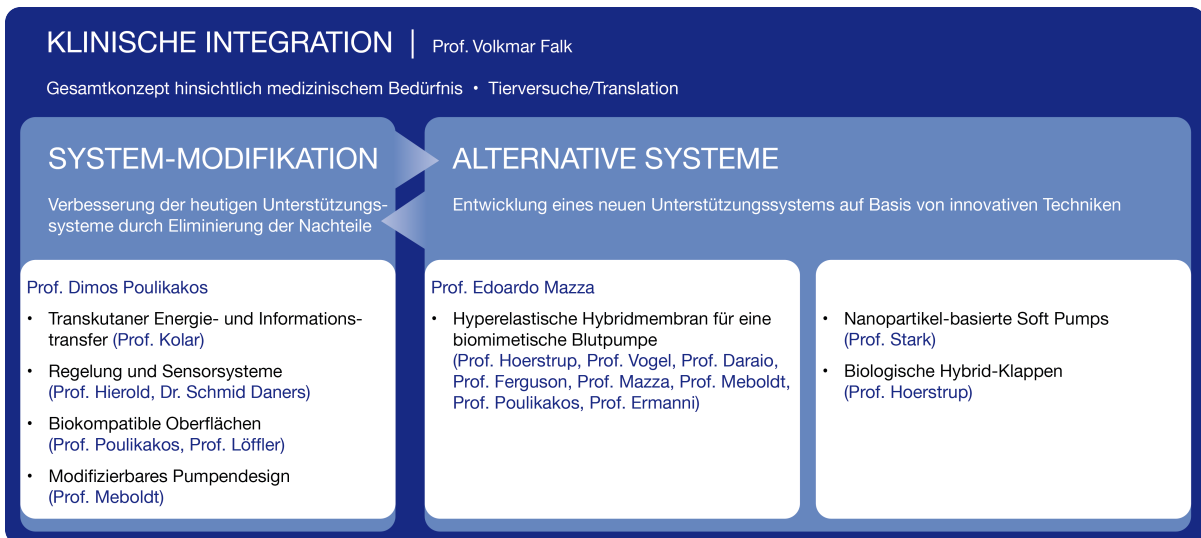 KLINISCHE INTEGRATION | Prof. Volkmar Falk
Gesamtkonzept hinsichtlich medizinischem Bedürfnis • Tierversuche/Translation
SYSTEM-MODIFIKATION
Verbesserung der heutigen Unterstützungs-
systeme durch Eliminierung der Nachteile
Prof. Dimos Poulikakos
• Transkutaner Energie- und Informations-
transfer (Prof. Kolar)
• Regelung und Sensorsysteme
(Prof. Hierold, Dr. Schmid Daners)
• Biokompatible Oberflächen
(Prof. Poulikakos, Prof. Löffler)
• Modifizierbares Pumpendesign
(Prof. Meboldt)
ALTERNATIVE SYSTEME
Entwicklung eines neuen Unterstützungssystems auf Basis von innovativen Techniken
Prof. Edoardo Mazza
• Hyperelastische Hybridmembran für eine
biomimetische Blutpumpe
(Prof. Hoerstrup, Prof. Vogel, Prof. Daraio,
Prof. Ferguson, Prof. Mazza, Prof. Meboldt,
Prof. Poulikakos, Prof. Ermanni)
• Nanopartikel-basierte Soft Pumps
(Prof. Stark)
• Biologische Hybrid-Klappen
(Prof. Hoerstrup)